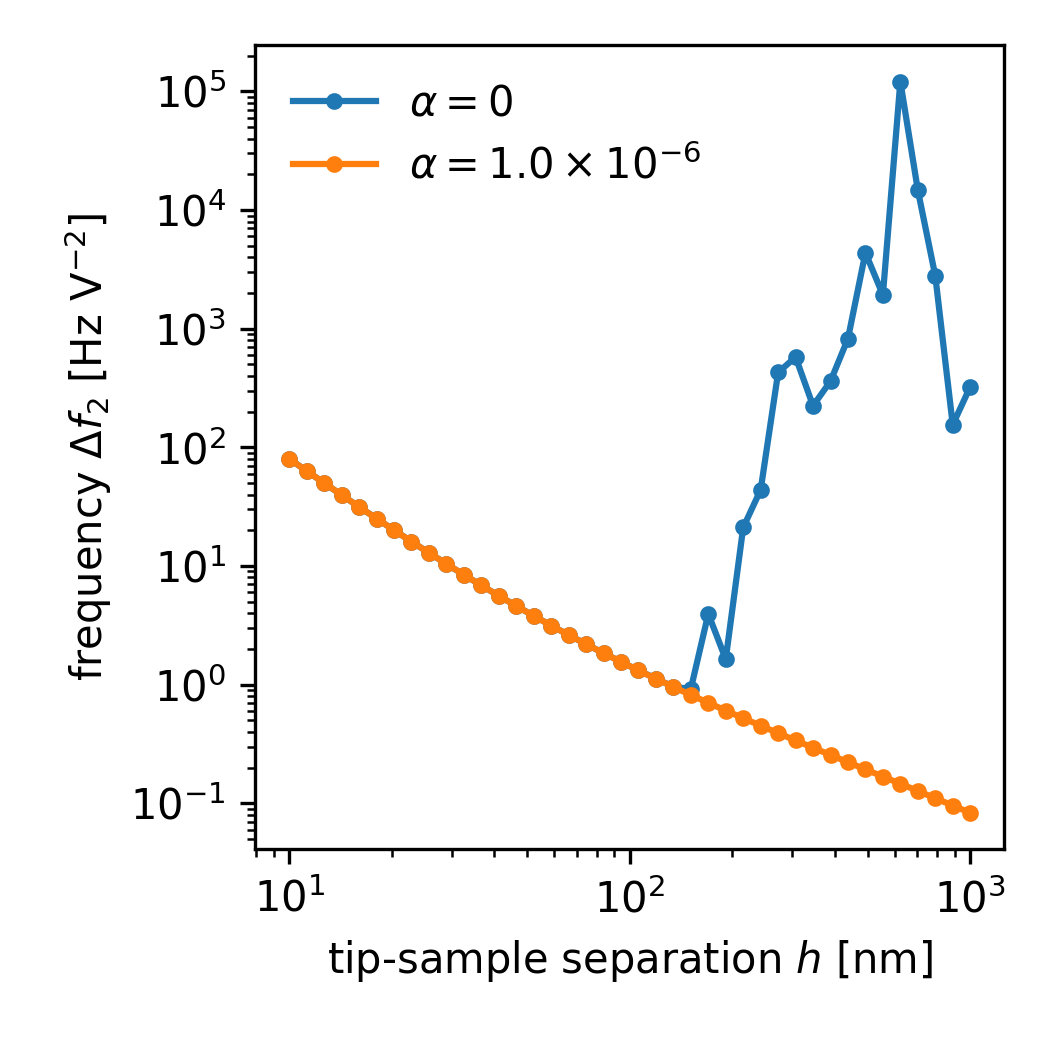 α = 0
α = 1.0 × 10⁻⁶
10⁵
10⁴
10³
10²
10¹
10⁰
10⁻¹
frequency Δf₂ [Hz V⁻²]
10¹ 10² 10³
tip-sample separation h [nm]